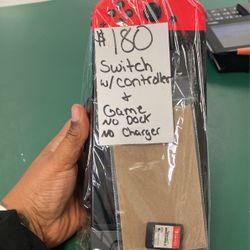 $180
Switch
w/controller
+
Game
No Dock
No Charger